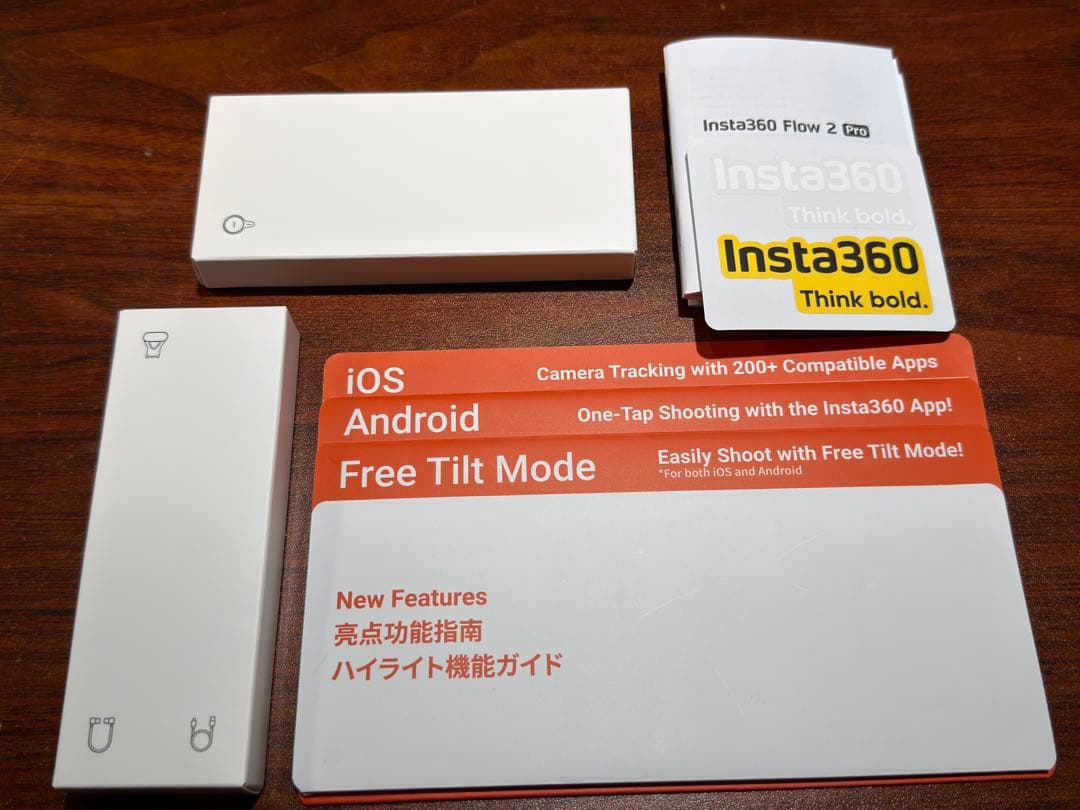 Insta360 Flow 2 Pro
Insta360
Think bold.
Insta360
Think bold.
iOS
Camera Tracking with 200+ Compatible Apps
Android
One-Tap Shooting with the Insta360 App!
Free Tilt Mode
Easily Shoot with Free Tilt Mode!
*For both iOS and Android
New Features
亮点功能指南
ハイライト機能ガイド